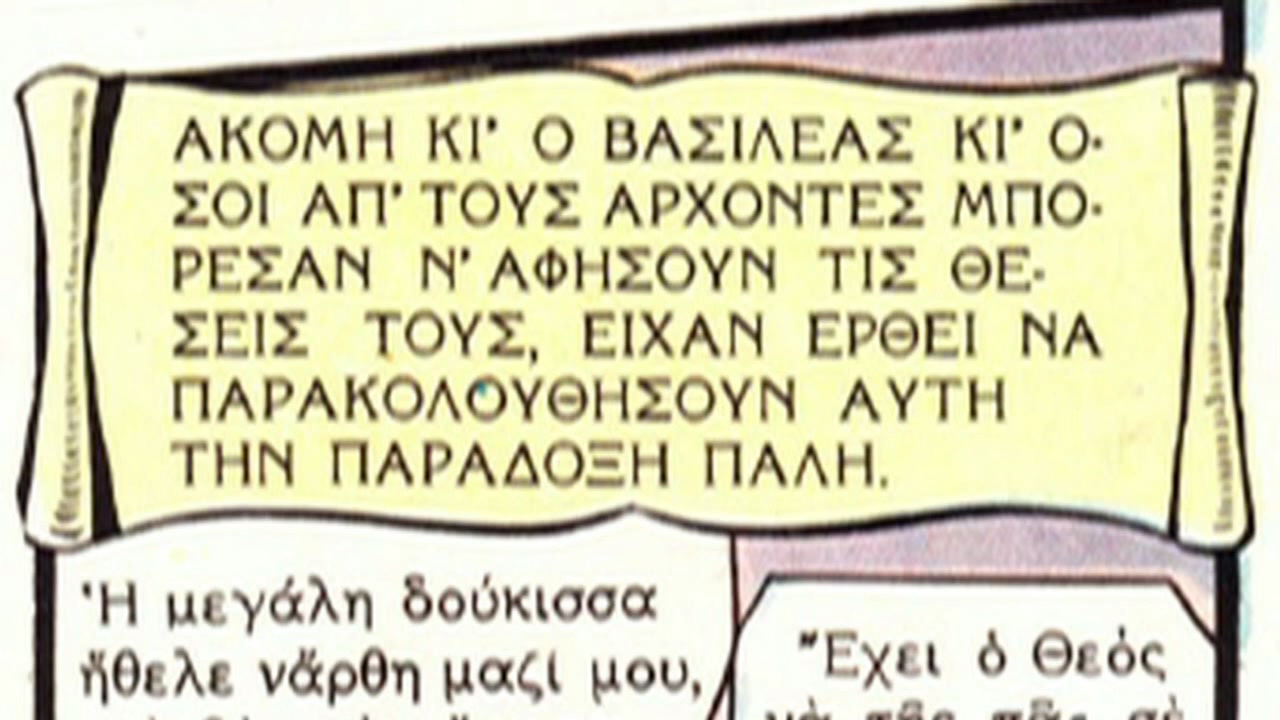 ΑΚΟΜΗ ΚΙ' Ο ΒΑΣΙΛΕΑΣ ΚΙ' Ο-
ΣΟΙ ΑΠ' ΤΟΥΣ ΑΡΧΟΝΤΕΣ ΜΠΟ-
ΡΕΣΑΝ Ν' ΑΦΗΣΟΥΝ ΤΙΣ ΘΕ-
ΣΕΙΣ ΤΟΥΣ, ΕΙΧΑΝ ΕΡΘΕΙ ΝΑ
ΠΑΡΑΚΟΛΟΥΘΗΣΟΥΝ ΑΥΤΗ
ΤΗΝ ΠΑΡΑΔΟΞΗ ΠΑΛΗ.
Ἡ μεγάλη δούκισσα
ἤθελε νἄρθη μαζί μου,
Ἔχει ὁ Θεός